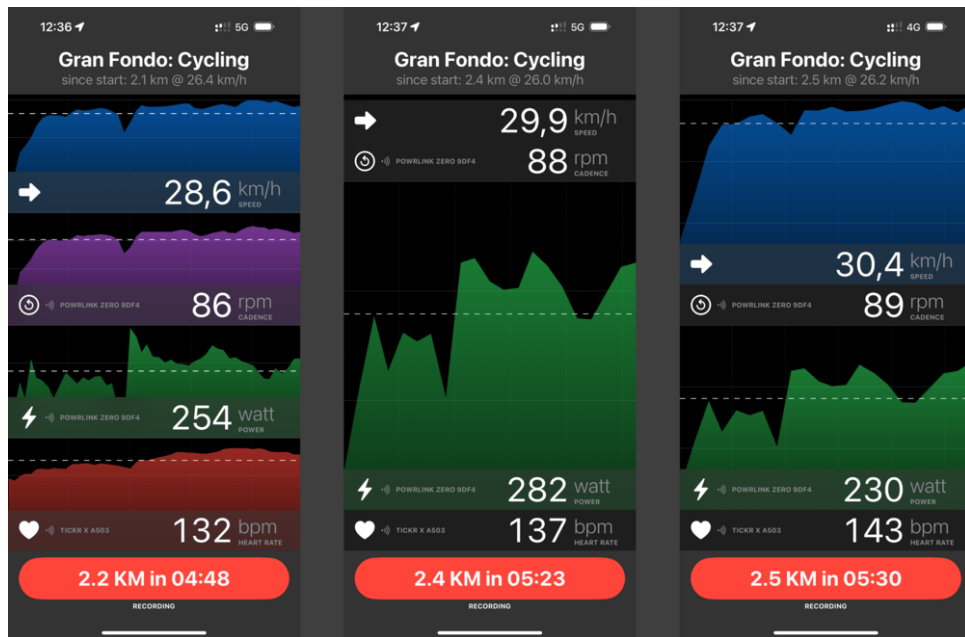 12:36
5G
Gran Fondo: Cycling
since start: 2.1 km @ 26.4 km/h
28,6 km/h
SPEED
POWRLINK ZERO 9DF4
86 rpm
CADENCE
POWRLINK ZERO 9DF4
254 watt
POWER
TICKR X A503
132 bpm
HEART RATE
2.2 KM in 04:48
RECORDING
12:37
5G
Gran Fondo: Cycling
since start: 2.4 km @ 26.0 km/h
29,9 km/h
SPEED
POWRLINK ZERO 9DF4
88 rpm
CADENCE
POWRLINK ZERO 9DF4
282 watt
POWER
TICKR X A503
137 bpm
HEART RATE
2.4 KM in 05:23
RECORDING
12:37
4G
Gran Fondo: Cycling
since start: 2.5 km @ 26.2 km/h
30,4 km/h
SPEED
POWRLINK ZERO 9DF4
89 rpm
CADENCE
POWRLINK ZERO 9DF4
230 watt
POWER
TICKR X A503
143 bpm
HEART RATE
2.5 KM in 05:30
RECORDING